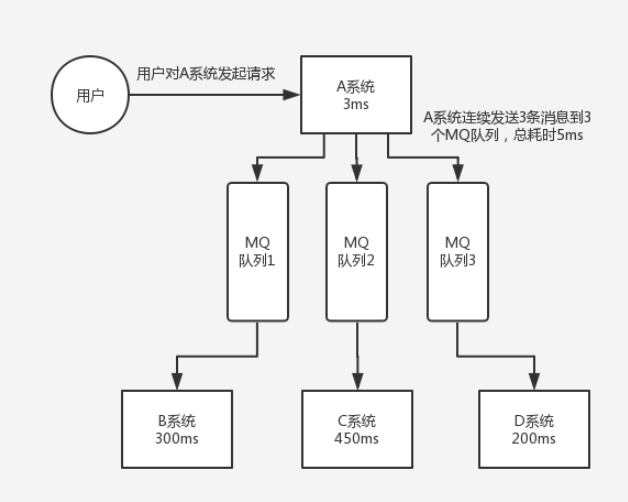 用户对A系统发起请求
用户
A系统
3ms
A系统连续发送3条消息到3
个MQ队列，总耗时5ms
MQ
队列1
MQ
队列2
MQ
队列3
B系统
300ms
C系统
450ms
D系统
200ms